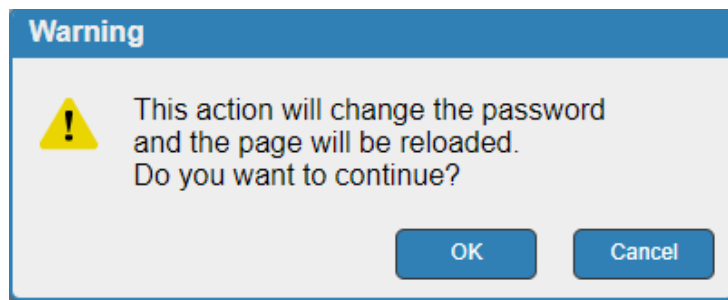 Warning
This action will change the password
and the page will be reloaded.
Do you want to continue?
OK
Cancel